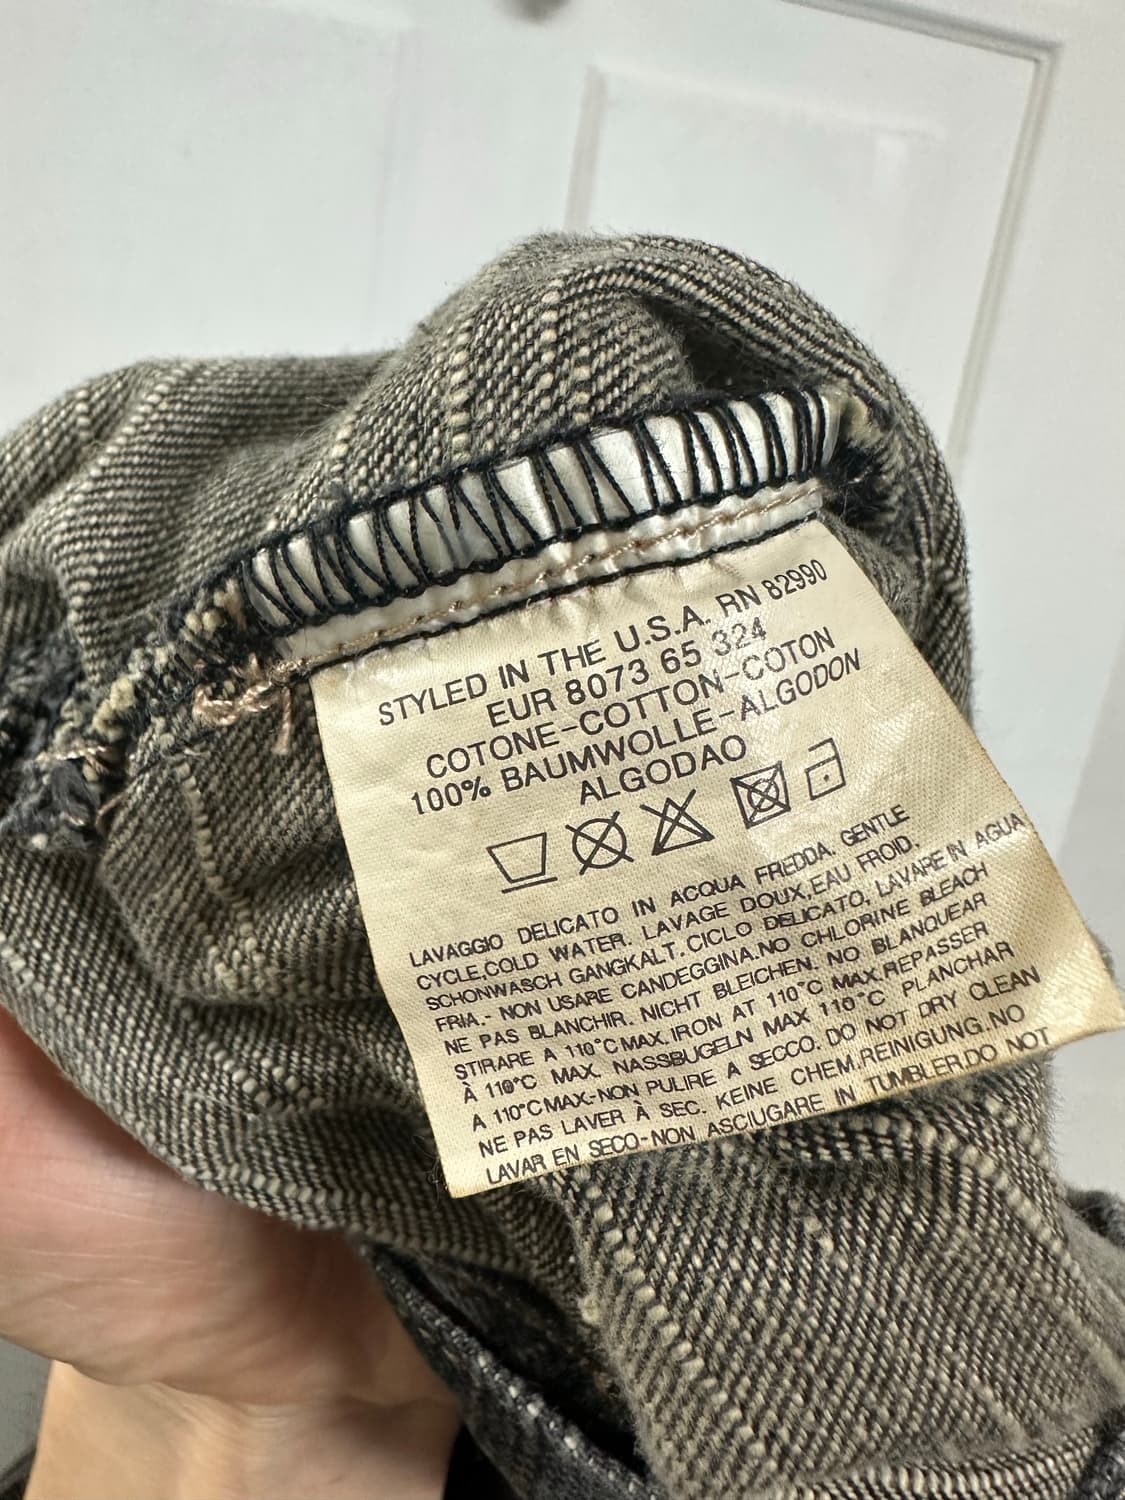 STYLED IN THE U.S.A. RN 82990
EUR 8073 65 324
COTONE-COTTON-COTON
100% BAUMWOLLE-ALGODON
ALGODAO
LAVAGGIO DELICATO IN ACQUA FREDDA. GENTLE
CYCLE,COLD WATER. LAVAGE DOUX,EAU FROID,
SCHONWASCH GANGKALT.CICLO DELICATO, LAVARE IN AGUA
FRIA.- NON USARE CANDEGGINA.NO CHLORINE BLEACH
NE PAS BLANCHIR. NICHT BLEICHEN. NO BLANQUEAR
STIRARE A 110°C MAX.IRON AT 110°C MAX.REPASSER
À 110°C MAX. NASSBUGELN MAX 110°C PLANCHAR
A 110°C MAX-NON PULIRE A SECCO. DO NOT DRY CLEAN
NE PAS LAVER À SEC. KEINE CHEM.REINIGUNG.NO
LAVAR EN SECO-NON ASCIUGARE IN TUMBLER.DO NOT